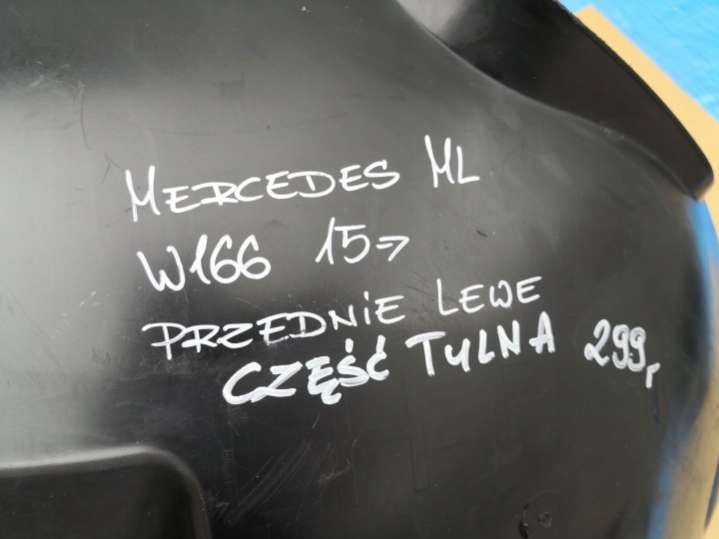 MERCEDES ML
W166 15=>
PRZEDNIE LEWE
CZĘŚĆ TYLNA 299,